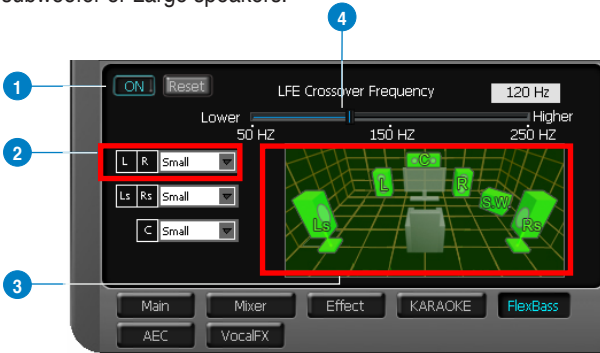 subwoofer or Large speakers.
4
1
ON Reset LFE Crossover Frequency 120 Hz
Lower Higher
50 HZ 150 HZ 250 HZ
2
L R Small
Ls Rs Small
C Small
C
L R
S.W.
Ls Rs
3
Main Mixer Effect KARAOKE FlexBass
AEC VocalFX